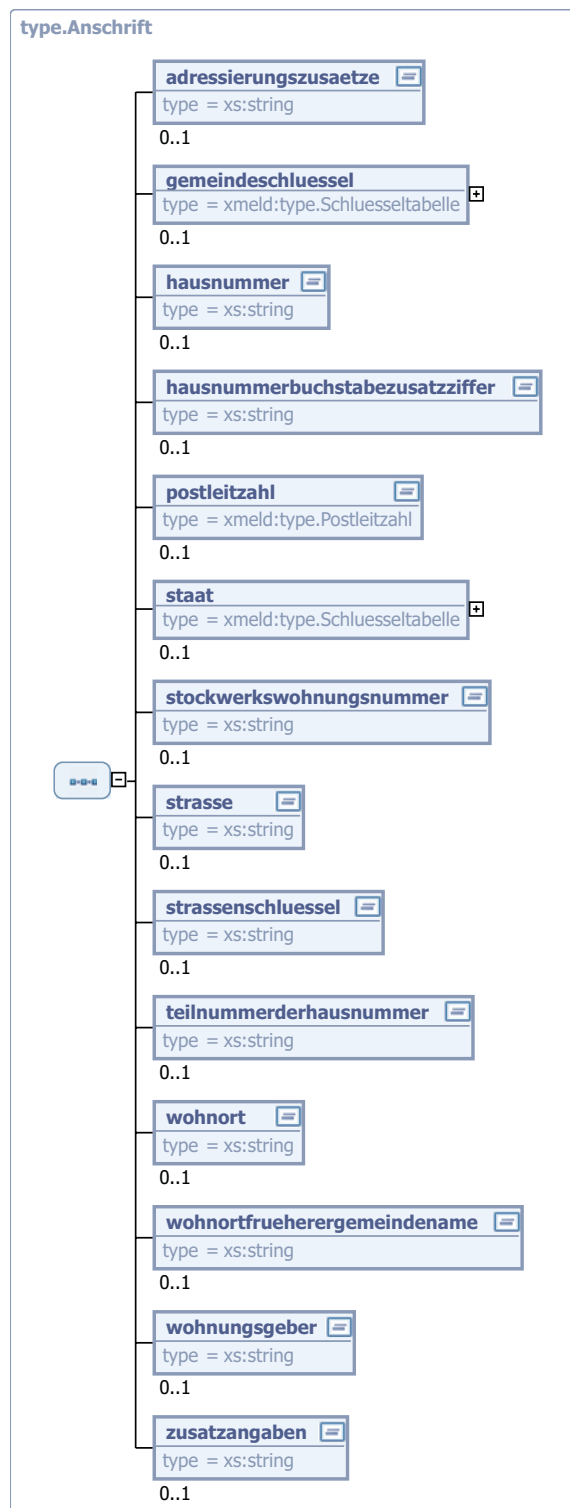 type.Anschrift
adressierungszusaetze
type = xs:string
0..1
gemeindeschluessel
type = xmeld:type.Schluesseltabelle
0..1
hausnummer
type = xs:string
0..1
hausnummerbuchstabezusatzziffer
type = xs:string
0..1
postleitzahl
type = xmeld:type.Postleitzahl
0..1
staat
type = xmeld:type.Schluesseltabelle
0..1
stockwerkswohnungsnummer
type = xs:string
0..1
strasse
type = xs:string
0..1
strassenschluessel
type = xs:string
0..1
teilnummerderhausnummer
type = xs:string
0..1
wohnort
type = xs:string
0..1
wohnortfrueherergemeindename
type = xs:string
0..1
wohnungsgeber
type = xs:string
0..1
zusatzangaben
type = xs:string
0..1